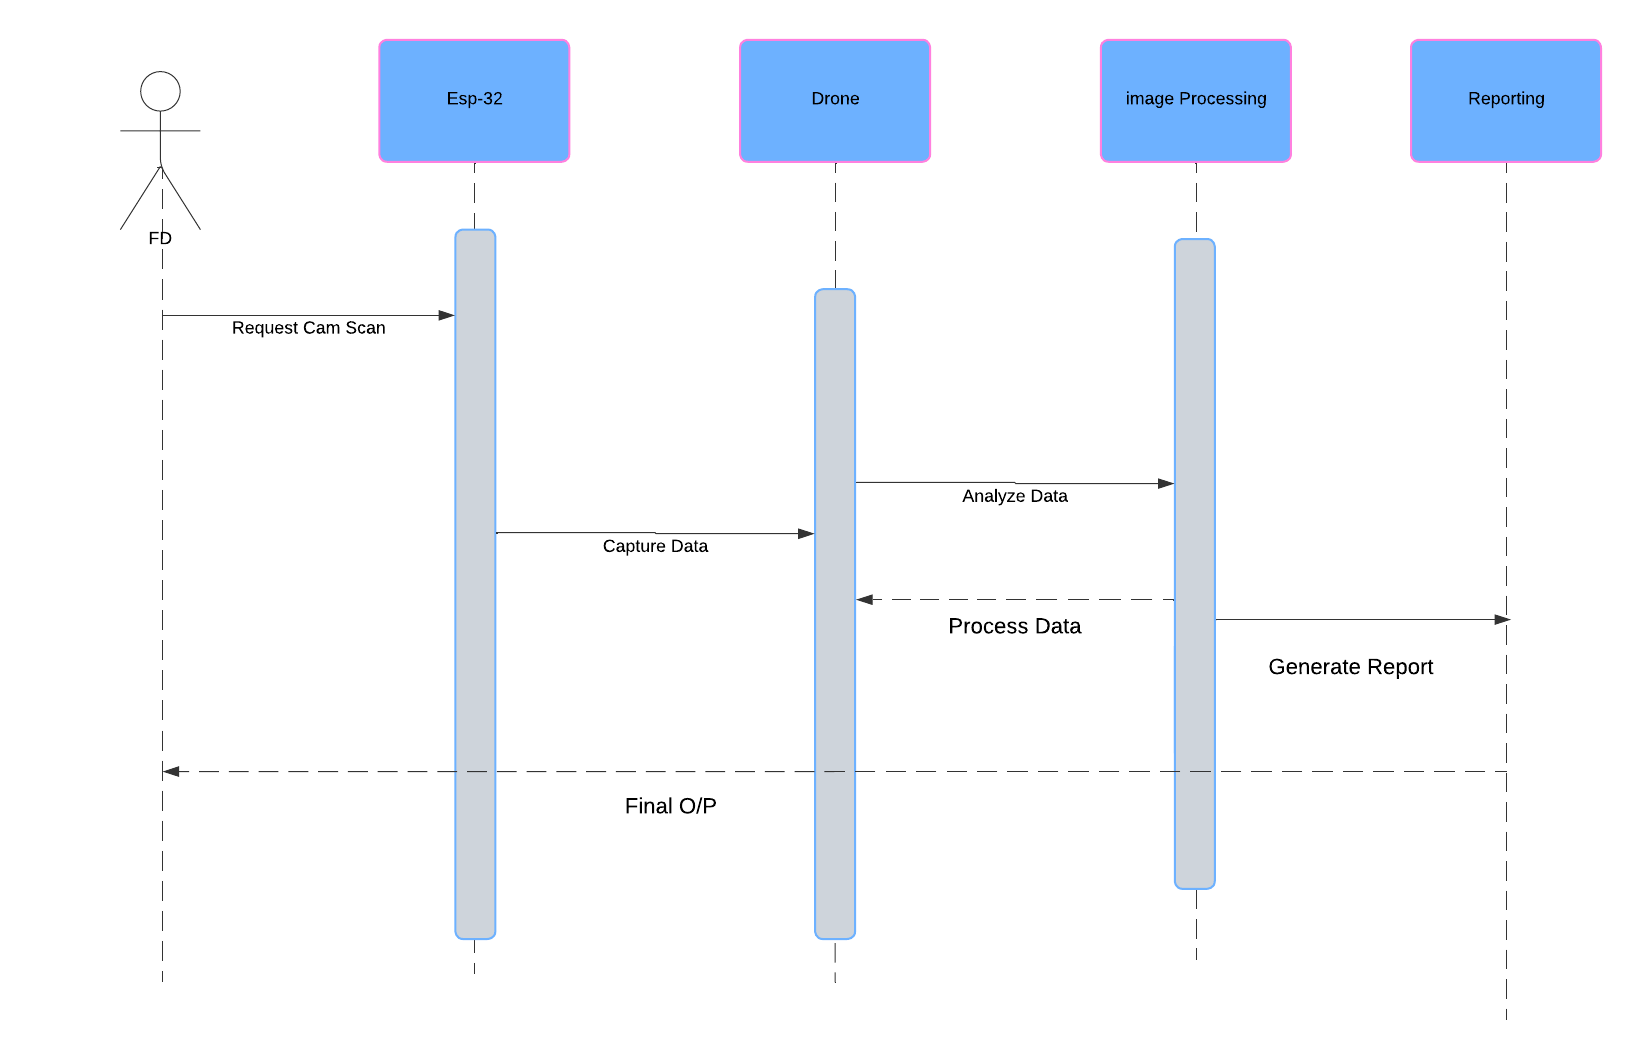 Esp-32
Drone
image Processing
Reporting
FD
Request Cam Scan
Analyze Data
Capture Data
Process Data
Generate Report
Final O/P